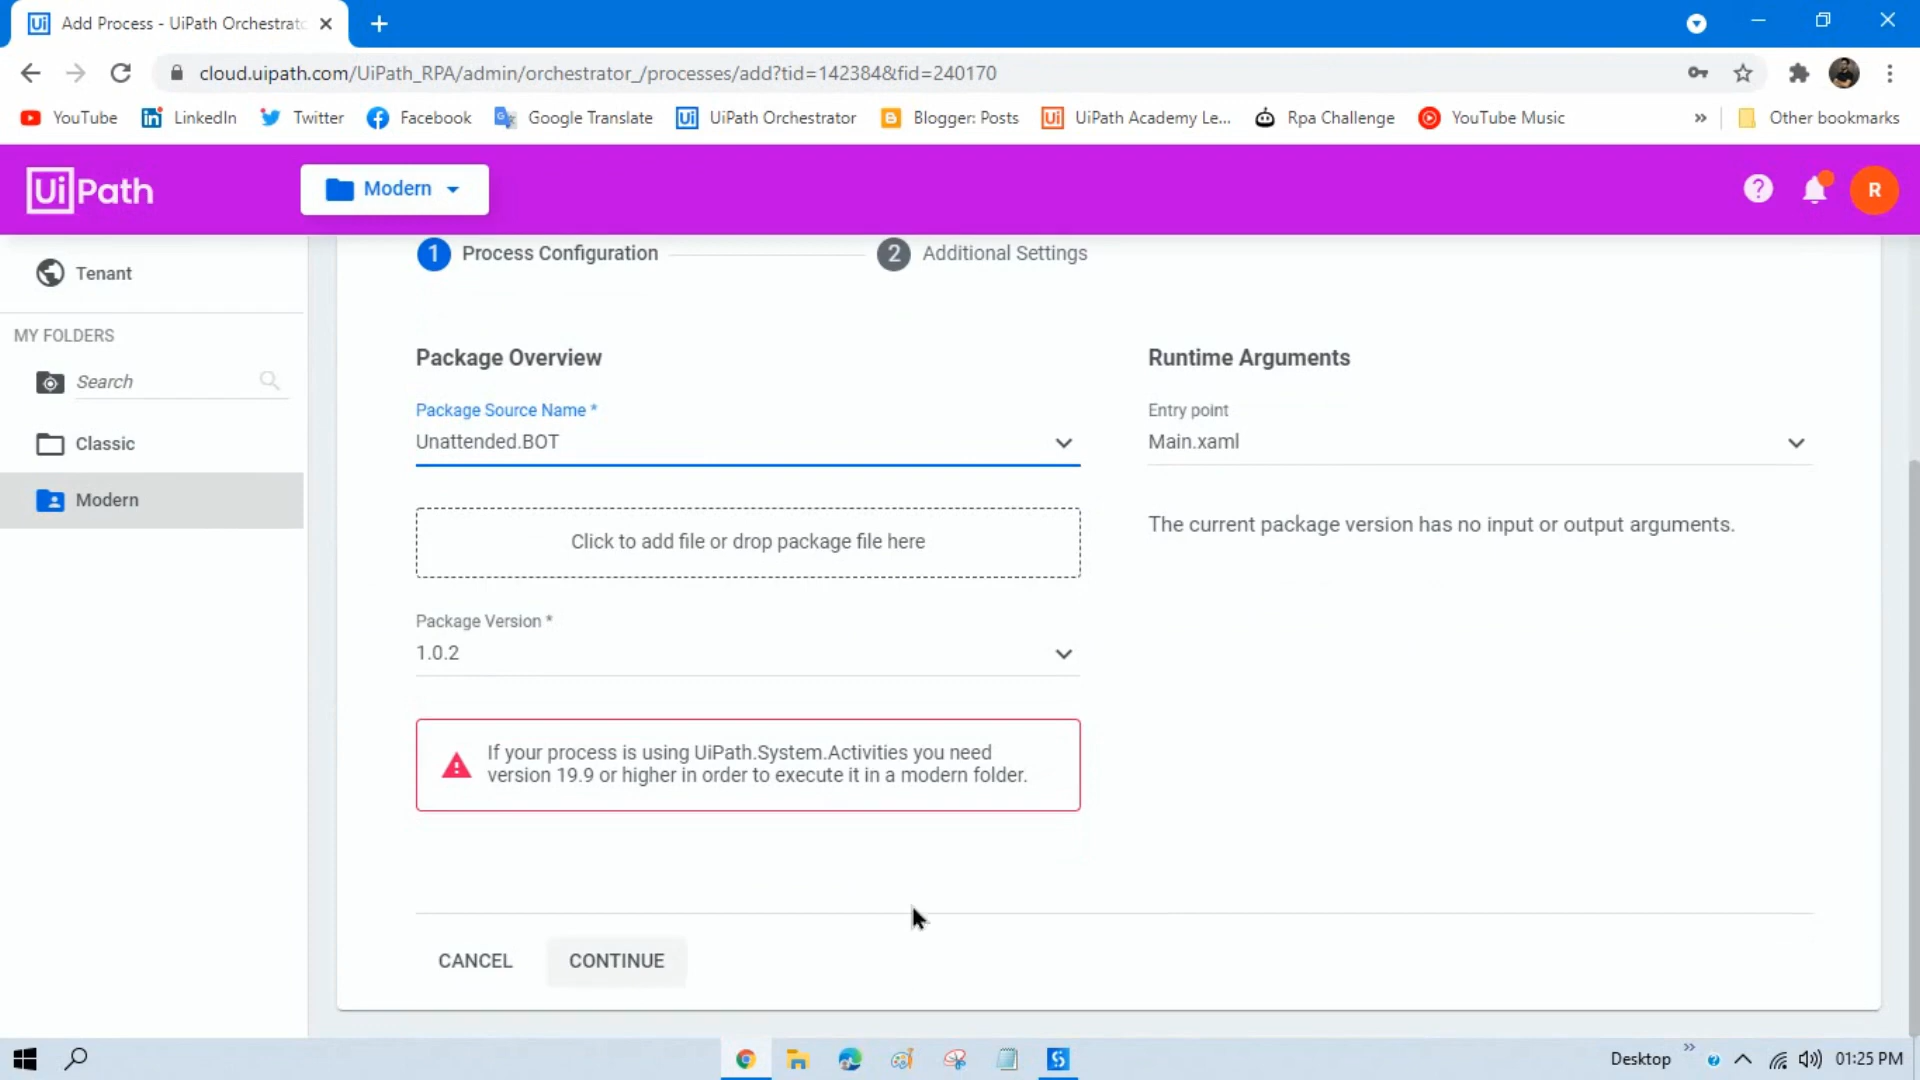 Ui Add Process - UiPath Orchestrato
cloud.uipath.com/UiPath_RPA/admin/orchestrator_/processes/add?tid=142384&fid=240170
YouTube LinkedIn Twitter Facebook Google Translate Ui UiPath Orchestrator Blogger: Posts Ui UiPath Academy Le... Rpa Challenge YouTube Music » Other bookmarks
UiPath Modern ? R
Tenant
MY FOLDERS
Search
Classic
Modern
1 Process Configuration 2 Additional Settings
Package Overview
Package Source Name *
Unattended.BOT
Click to add file or drop package file here
Package Version *
1.0.2
If your process is using UiPath.System.Activities you need
version 19.9 or higher in order to execute it in a modern folder.
Runtime Arguments
Entry point
Main.xaml
The current package version has no input or output arguments.
CANCEL CONTINUE
Desktop » 01:25 PM